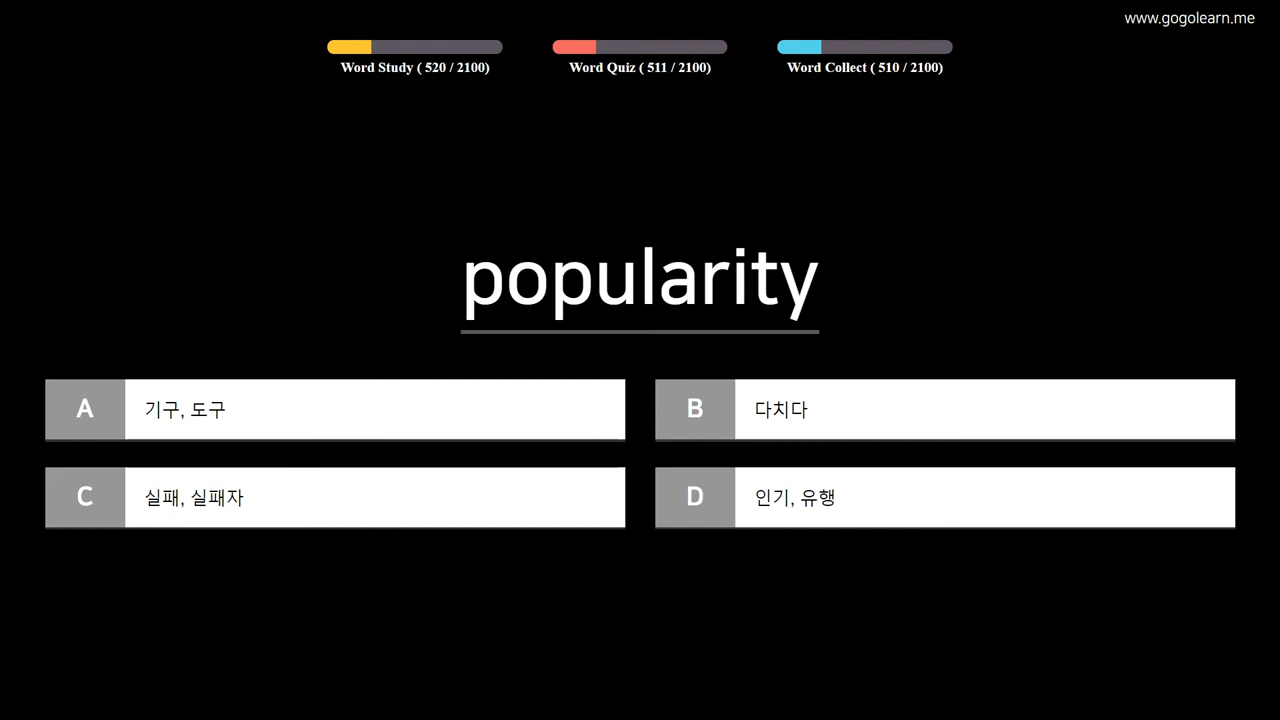 www.gogolearn.me
Word Study ( 520 / 2100)
Word Quiz ( 511 / 2100)
Word Collect ( 510 / 2100)
popularity
A 기구, 도구
B 다치다
C 실패, 실패자
D 인기, 유행